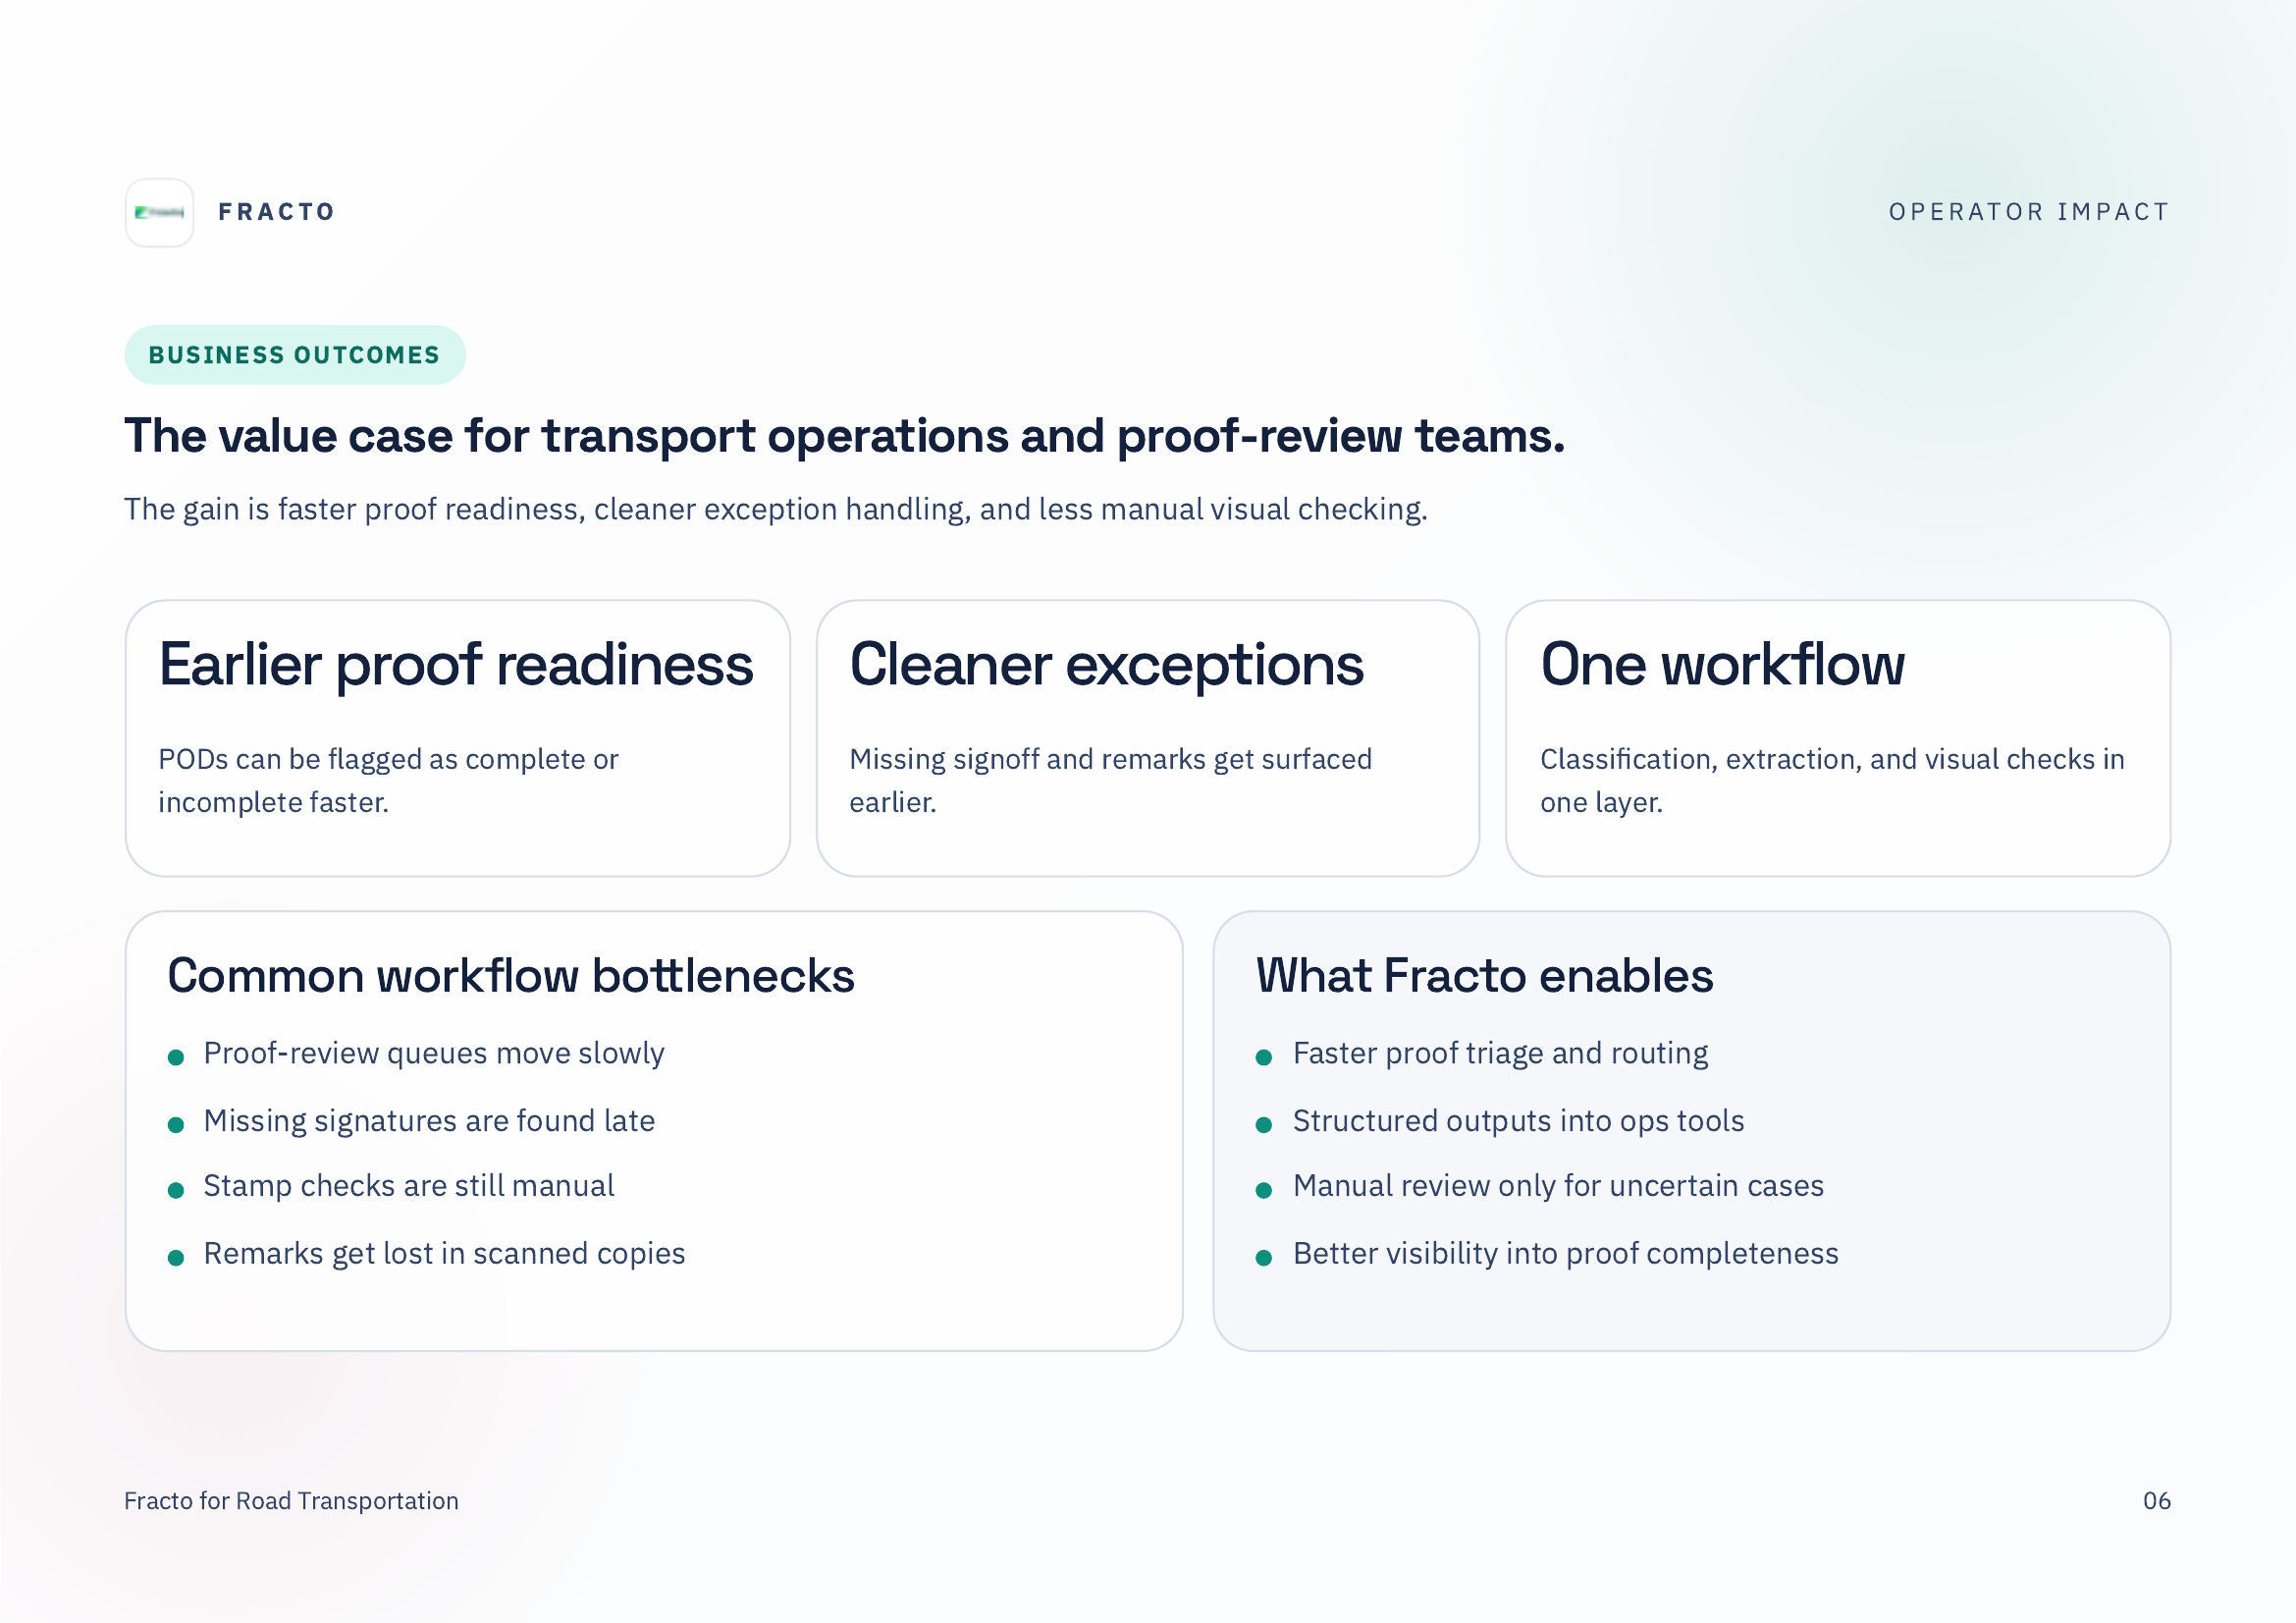 FRACTO
OPERATOR IMPACT
BUSINESS OUTCOMES
The value case for transport operations and proof-review teams.
The gain is faster proof readiness, cleaner exception handling, and less manual visual checking.
Earlier proof readiness
PODs can be flagged as complete or
incomplete faster.
Cleaner exceptions
Missing signoff and remarks get surfaced
earlier.
One workflow
Classification, extraction, and visual checks in
one layer.
Common workflow bottlenecks
Proof-review queues move slowly
Missing signatures are found late
Stamp checks are still manual
Remarks get lost in scanned copies
What Fracto enables
Faster proof triage and routing
Structured outputs into ops tools
Manual review only for uncertain cases
Better visibility into proof completeness
Fracto for Road Transportation
06